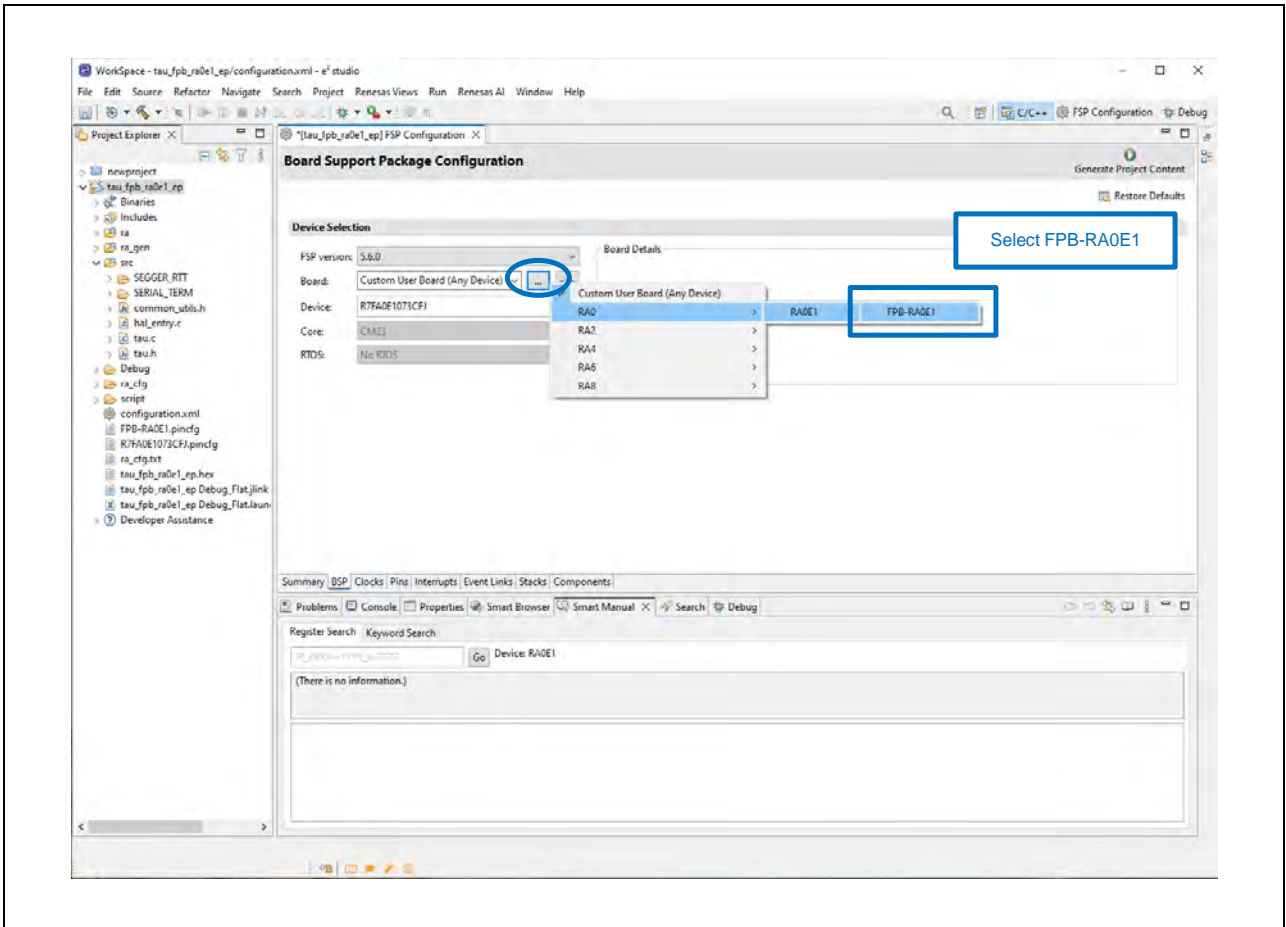 WorkSpace - tau_fpb_ra0e1_ep/configuration.xml - e² studio
File Edit Source Refactor Navigate Search Project Renesas Views Run Renesas AI Window Help
C/C++ FSP Configuration Debug
Project Explorer
*[tau_fpb_ra0e1_ep] FSP Configuration
Board Support Package Configuration
Generate Project Content
Restore Defaults
newproject
tau_fpb_ra0e1_ep
Binaries
Includes
ra
ra_gen
src
SEGGER_RTT
SERIAL_TERM
common_utils.h
hal_entry.c
tau.c
tau.h
Debug
ra_cfg
script
configuration.xml
FPB-RA0E1.pincfg
R7FA0E1073CFJ.pincfg
ra_cfg.txt
tau_fpb_ra0e1_ep.hex
tau_fpb_ra0e1_ep Debug_Flat.jlink
tau_fpb_ra0e1_ep Debug_Flat.laun
Developer Assistance
Device Selection
FSP version: 5.6.0
Board: Custom User Board (Any Device) ...
Device: R7FA0E1073CFJ
Core: CM23
RTOS: No RTOS
Board Details
Select FPB-RA0E1
Custom User Board (Any Device)
RA0 RA0E1 FPB-RA0E1
RA2
RA4
RA6
RA8
Summary BSP Clocks Pins Interrupts Event Links Stacks Components
Problems Console Properties Smart Browser Smart Manual Search Debug
Register Search Keyword Search
Go Device: RA0E1
(There is no information.)